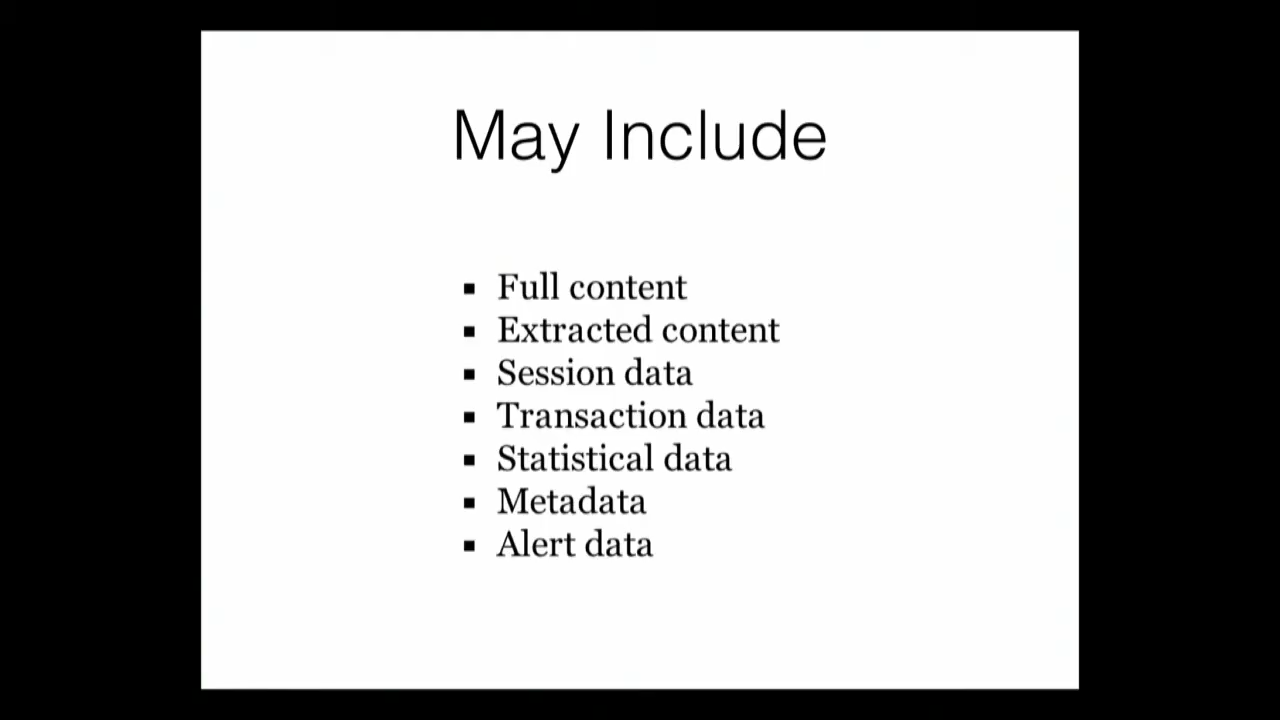 May Include
▪ Full content
▪ Extracted content
▪ Session data
▪ Transaction data
▪ Statistical data
▪ Metadata
▪ Alert data